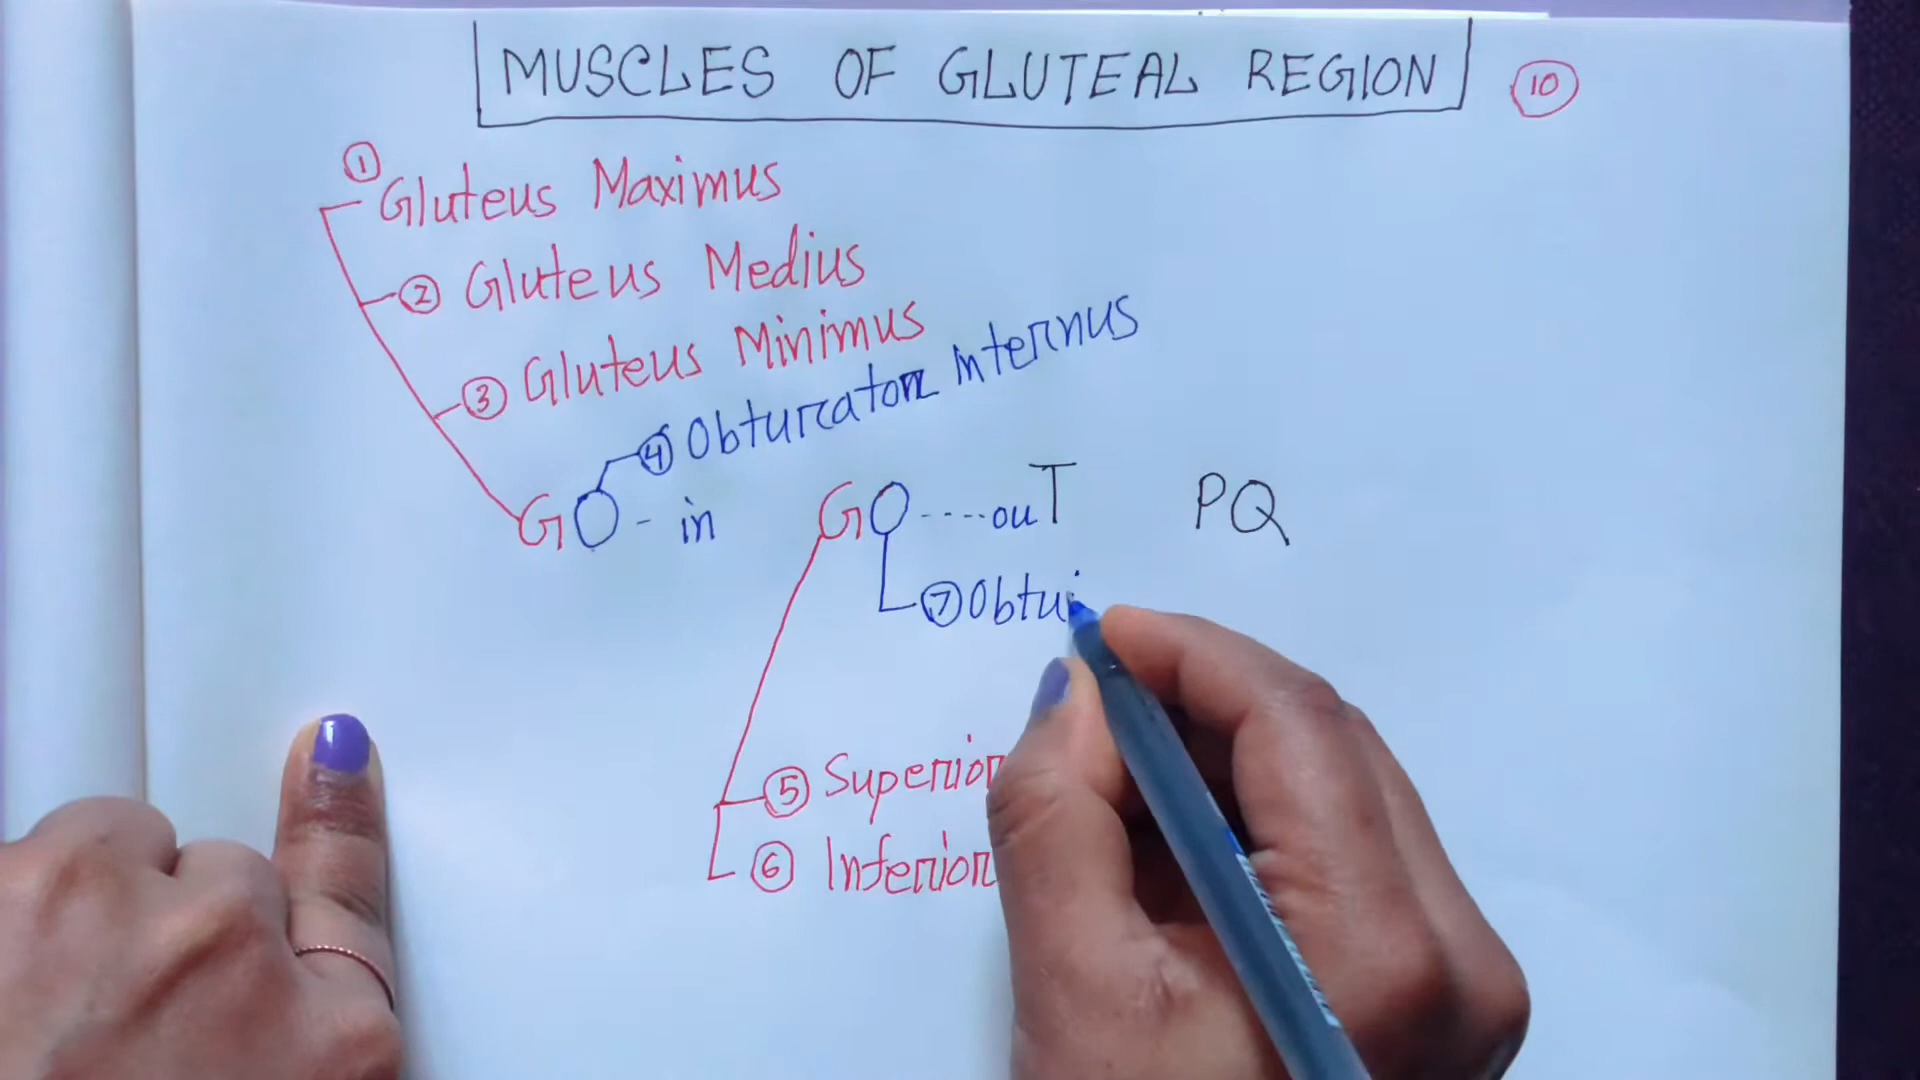 MUSCLES OF GLUTEAL REGION 10
1 Gluteus Maximus
2 Gluteus Medius
3 Gluteus Minimus
4 Obturator Internus
GO - in GO ---- ouT PQ
7 Obtu
5 Superior
6 Inferior